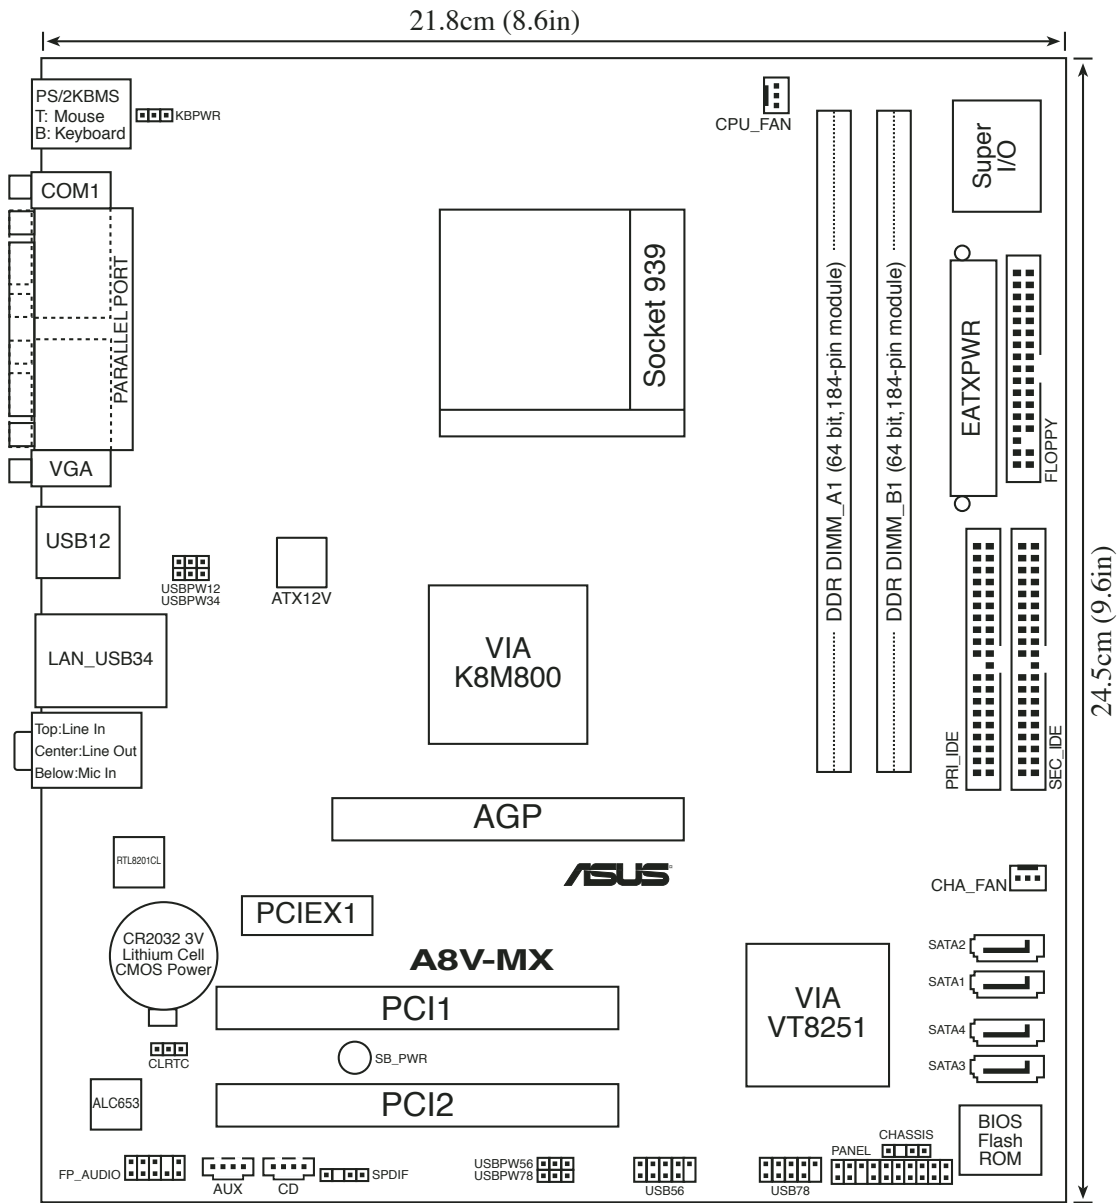 21.8cm (8.6in)
PS/2KBMS
T: Mouse
B: Keyboard
KBPWR
CPU_FAN
Super
I/O
COM1
PARALLEL PORT
VGA
Socket 939
DDR DIMM_A1 (64 bit,184-pin module)
DDR DIMM_B1 (64 bit,184-pin module)
EATXPWR
FLOPPY
24.5cm (9.6in)
USB12
USBPW12
USBPW34
ATX12V
LAN_USB34
VIA
K8M800
Top:Line In
Center:Line Out
Below:Mic In
PRI_IDE
SEC_IDE
AGP
RTL8201CL
ASUS
CHA_FAN
PCIEX1
CR2032 3V
Lithium Cell
CMOS Power
A8V-MX
SATA2
SATA1
SATA4
SATA3
VIA
VT8251
PCI1
CLRTC
SB_PWR
ALC653
PCI2
BIOS
Flash
ROM
CHASSIS
PANEL
FP_AUDIO
AUX
CD
SPDIF
USBPW56
USBPW78
USB56
USB78